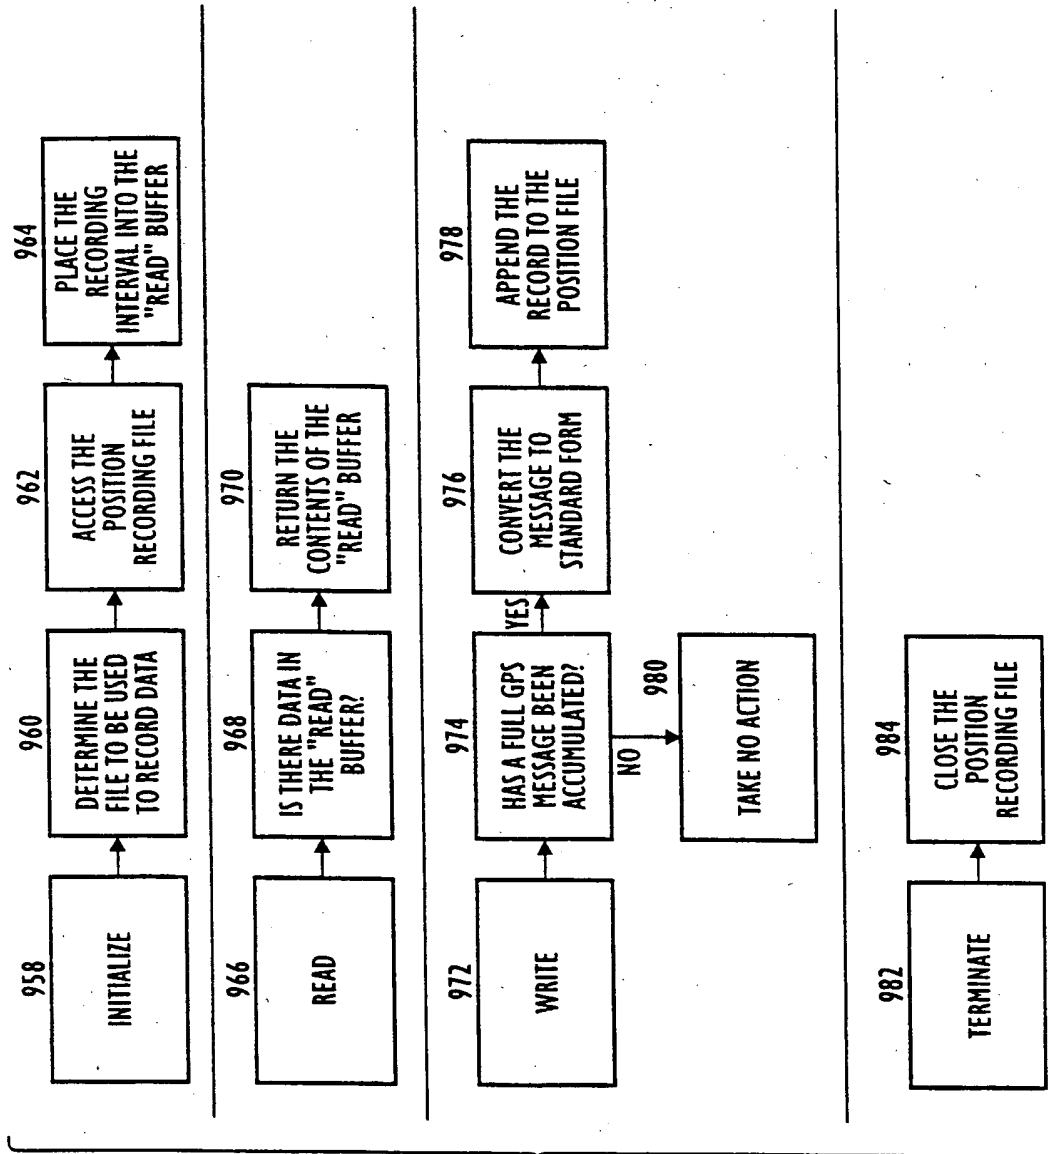 958
INITIALIZE
960
DETERMINE THE
FILE TO BE USED
TO RECORD DATA
962
ACCESS THE
POSITION
RECORDING FILE
964
PLACE THE
RECORDING
INTERVAL INTO THE
"READ" BUFFER
966
READ
968
IS THERE DATA IN
THE "READ"
BUFFER?
970
RETURN THE
CONTENTS OF THE
"READ" BUFFER
972
WRITE
974
HAS A FULL GPS
MESSAGE BEEN
ACCUMULATED?
YES
976
CONVERT THE
MESSAGE TO
STANDARD FORM
978
APPEND THE
RECORD TO THE
POSITION FILE
NO
980
TAKE NO ACTION
982
TERMINATE
984
CLOSE THE
POSITION
RECORDING FILE